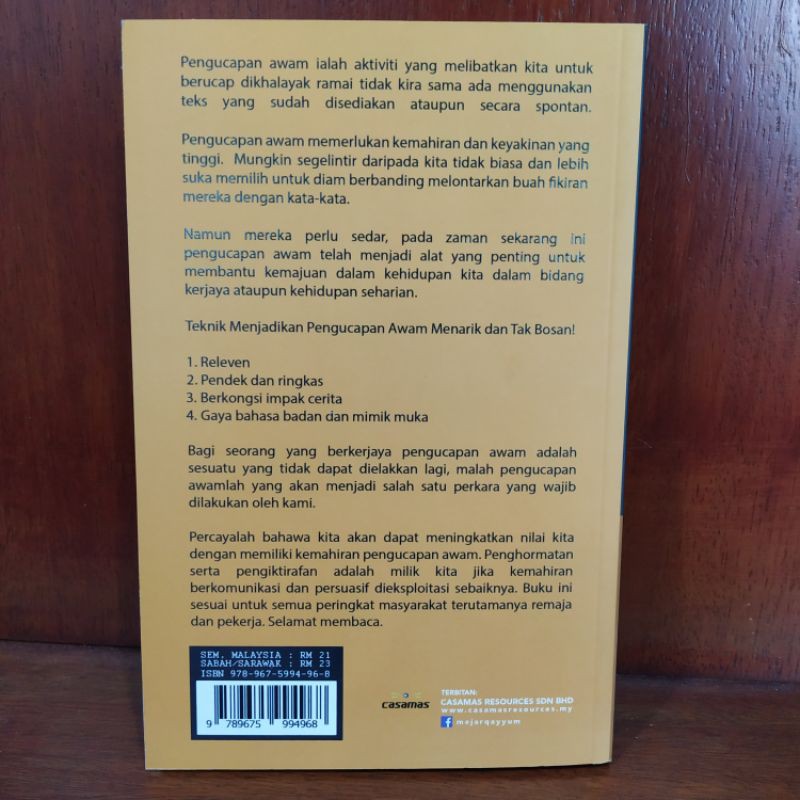 Pengucapan awam ialah aktiviti yang melibatkan kita untuk
berucap dikhalayak ramai tidak kira sama ada menggunakan
teks yang sudah disediakan ataupun secara spontan.
Pengucapan awam memerlukan kemahiran dan keyakinan yang
tinggi. Mungkin segelintir daripada kita tidak biasa dan lebih
suka memilih untuk diam berbanding melontarkan buah fikiran
mereka dengan kata-kata.
Namun mereka perlu sedar, pada zaman sekarang ini
pengucapan awam telah menjadi alat yang penting untuk
membantu kemajuan dalam kehidupan kita dalam bidang
kerjaya ataupun kehidupan seharian.
Teknik Menjadikan Pengucapan Awam Menarik dan Tak Bosan!
1. Releven
2. Pendek dan ringkas
3. Berkongsi impak cerita
4. Gaya bahasa badan dan mimik muka
Bagi seorang yang berkerjaya pengucapan awam adalah
sesuatu yang tidak dapat dielakkan lagi, malah pengucapan
awamlah yang akan menjadi salah satu perkara yang wajib
dilakukan oleh kami.
Percayalah bahawa kita akan dapat meningkatkan nilai kita
dengan memiliki kemahiran pengucapan awam. Penghormatan
serta pengiktirafan adalah milik kita jika kemahiran
berkomunikasi dan persuasif dieksploitasi sebaiknya. Buku ini
sesuai untuk semua peringkat masyarakat terutamanya remaja
dan pekerja. Selamat membaca.
SEM. MALAYSIA : RM 21
SABAH/SARAWAK : RM 23
ISBN 978-967-5994-96-8
9 789675 994968
casamas
TERBITAN:
CASAMAS RESOURCES SDN BHD
www.casamasresources.my
mejarqayyum